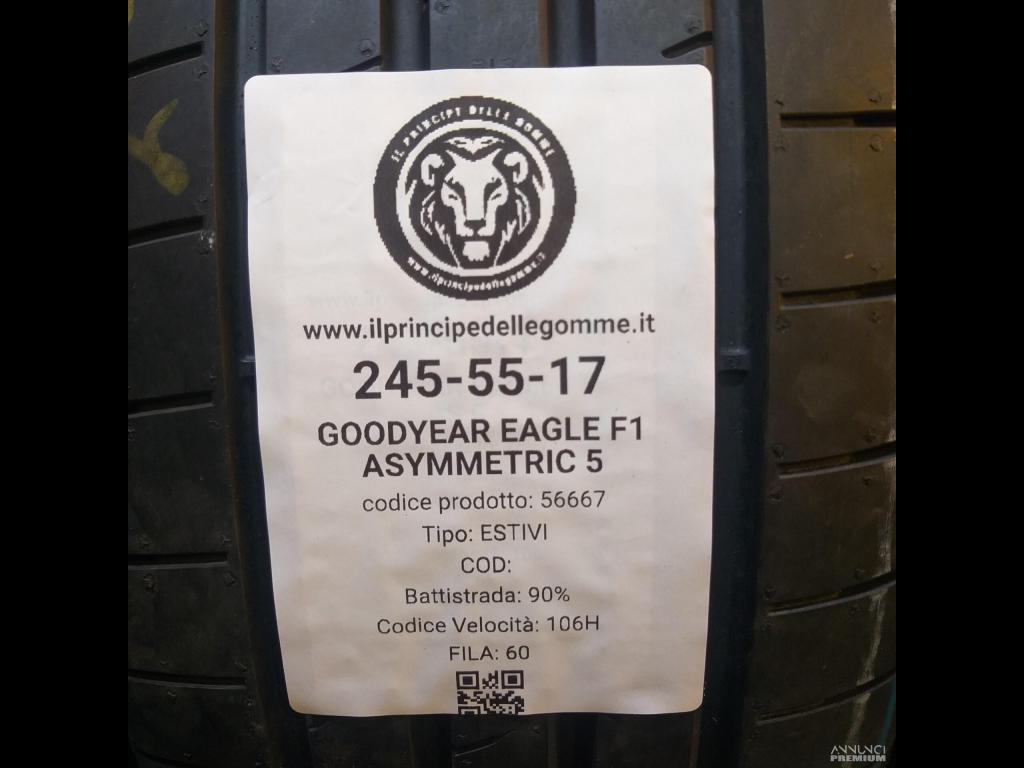 IL PRINCIPE DELLE GOMME
www.ilprincipedellegomme.it
www.ilprincipedellegomme.it
245-55-17
GOODYEAR EAGLE F1
ASYMMETRIC 5
codice prodotto: 56667
Tipo: ESTIVI
COD:
Battistrada: 90%
Codice Velocità: 106H
FILA: 60
ANNUNCI
PREMIUM